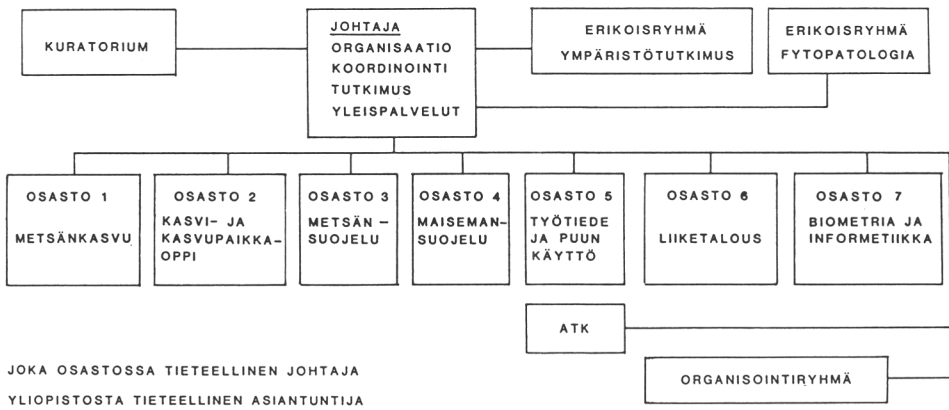 KURATORIUM
JOHTAJA
ORGANISAATIO
KOORDINOINTI
TUTKIMUS
YLEISPALVELUT
ERIKOISRYHMÄ
YMPÄRISTÖTUTKIMUS
ERIKOISRYHMÄ
FYTOPATOLOGIA
OSASTO 1
METSÄNKASVU
OSASTO 2
KASVI- JA
KASVUPAIKKA-
OPPI
OSASTO 3
METSÄN-
SUOJELU
OSASTO 4
MAISEMAN-
SUOJELU
OSASTO 5
TYÖTIEDE
JA PUUN
KÄYTTÖ
OSASTO 6
LIIKETALOUS
OSASTO 7
BIOMETRIA JA
INFORMETIIKKA
ATK
ORGANISOINTIRYHMÄ
JOKA OSASTOSSA TIETEELLINEN JOHTAJA
YLIOPISTOSTA TIETEELLINEN ASIANTUNTIJA